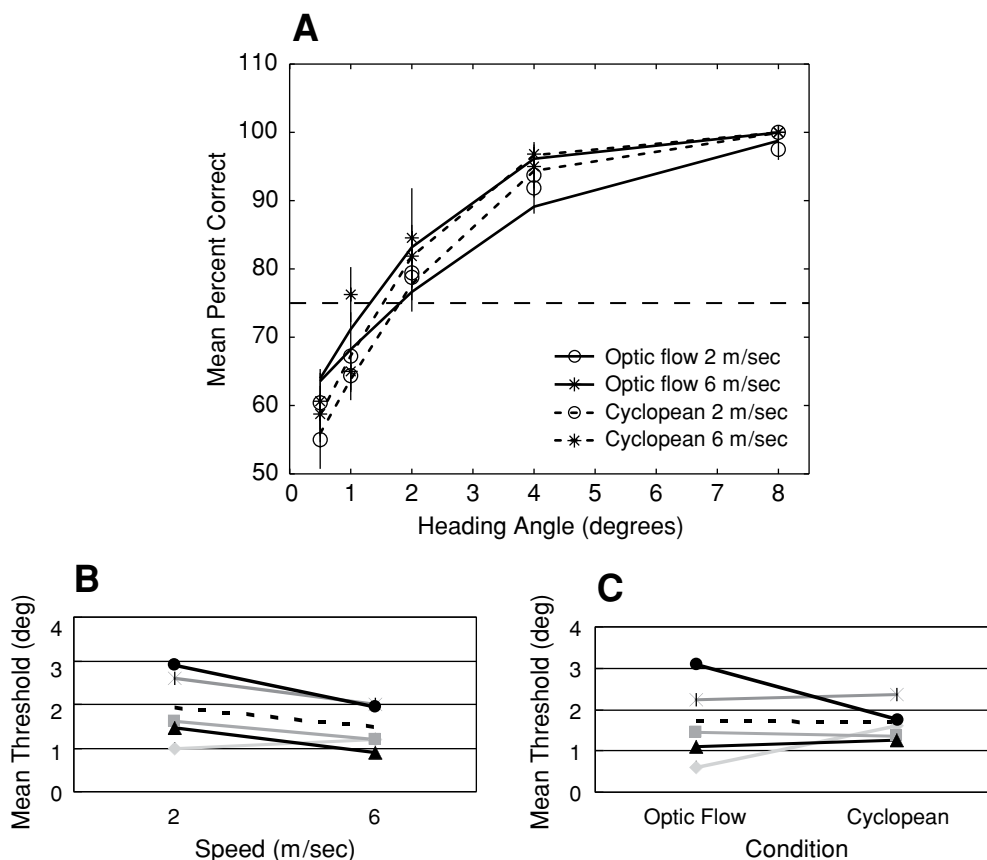 A
110
100
90
80
70
60
50
Mean Percent Correct
0 1 2 3 4 5 6 7 8
Heading Angle (degrees)
Optic flow 2 m/sec
Optic flow 6 m/sec
Cyclopean 2 m/sec
Cyclopean 6 m/sec
B
4
3
2
1
0
Mean Threshold (deg)
2 6
Speed (m/sec)
C
4
3
2
1
0
Mean Threshold (deg)
Optic Flow Cyclopean
Condition